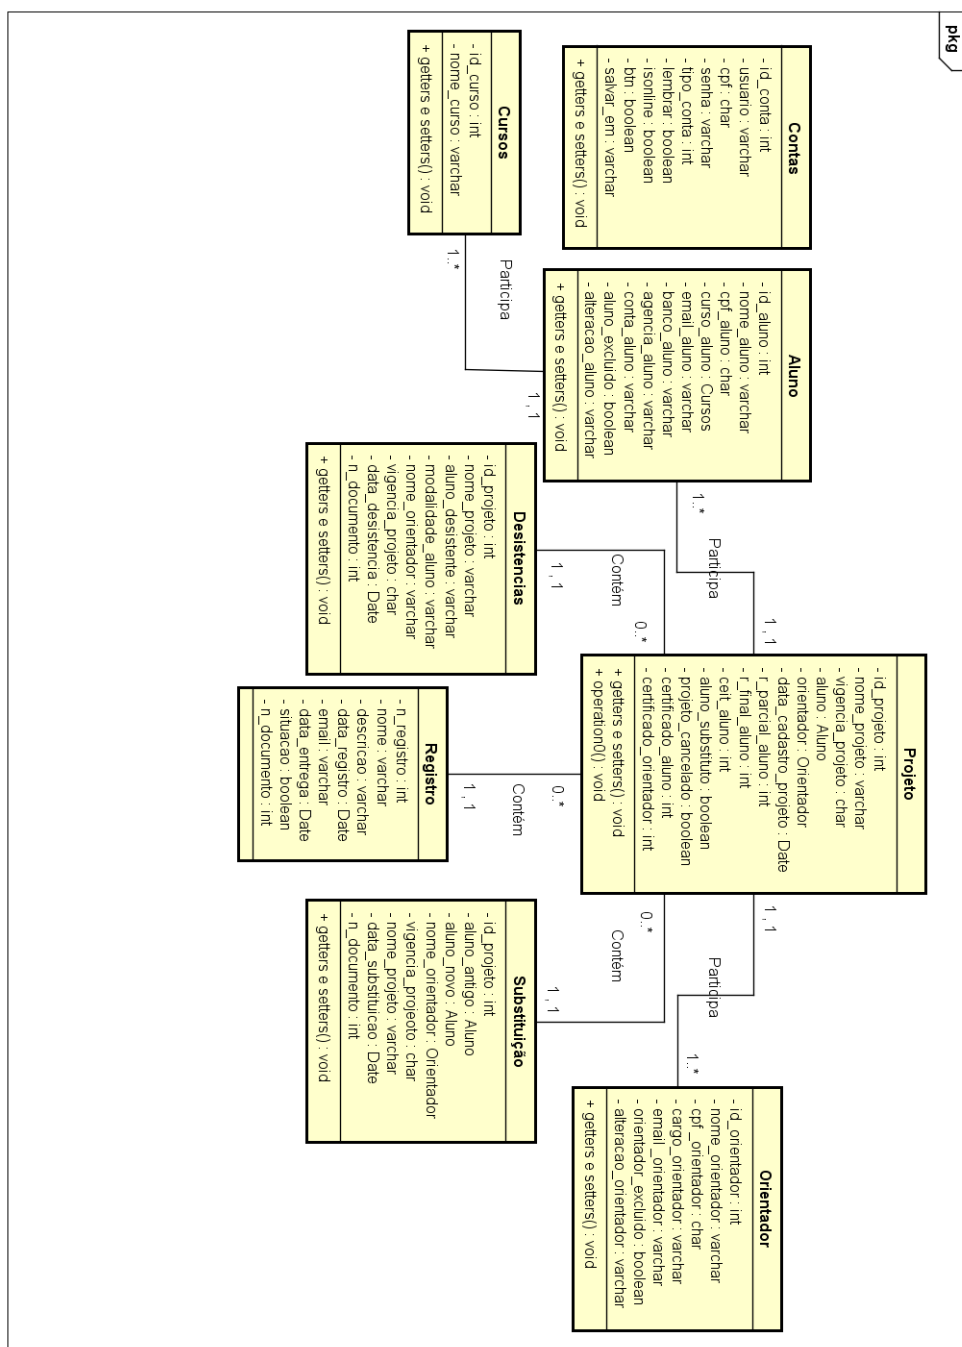 pkg
Contas
- id_conta : int
- usuario : varchar
- cpf : char
- senha : varchar
- tipo_conta : int
- lembrar : boolean
- isonline : boolean
- btn : boolean
- salvar_em : varchar
+ getters e setters() : void
Cursos
- id_curso : int
- nome_curso : varchar
+ getters e setters() : void
1..*
Participa
1 , 1
Aluno
- id_aluno : int
- nome_aluno : varchar
- cpf_aluno : char
- curso_aluno : Cursos
- email_aluno : varchar
- banco_aluno : varchar
- agencia_aluno : varchar
- conta_aluno : varchar
- aluno_excluido : boolean
- alteracao_aluno : varchar
+ getters e setters() : void
1..*
Participa
1 , 1
Desistencias
- id_projeto : int
- nome_projeto : varchar
- aluno_desistente : varchar
- modalidade_aluno : varchar
- nome_orientador : varchar
- vigencia_projeto : char
- data_desistencia : Date
- n_documento : int
+ getters e setters() : void
1 , 1
Contém
0..*
Projeto
- id_projeto : int
- nome_projeto : varchar
- vigencia_projeto : char
- aluno : Aluno
- orientador : Orientador
- data_cadastro_projeto : Date
- r_parcial_aluno : int
- r_final_aluno : int
- ceit_aluno : int
- aluno_substituto : boolean
- projeto_cancelado : boolean
- certificado_aluno : int
- certificado_orientador : int
+ getters e setters() : void
+ operation0() : void
Registro
- n_registro : int
- nome : varchar
- descricao : varchar
- data_registro : Date
- email : varchar
- data_entrega : Date
- situacao : boolean
- n_documento : int
0..*
Contém
1 , 1
Substituição
- id_projeto : int
- aluno_antigo : Aluno
- aluno_novo : Aluno
- nome_orientador : Orientador
- vigencia_projeoto : char
- nome_projeto : varchar
- data_substituicao : Date
- n_documento : int
+ getters e setters() : void
0..*
Contém
1 , 1
1 , 1
Participa
1..*
Orientador
- id_orientador : int
- nome_orientador : varchar
- cpf_orientador : char
- cargo_orientador : varchar
- email_orientador : varchar
- orientador_excluido : boolean
- alteracao_orientador : varchar
+ getters e setters() : void